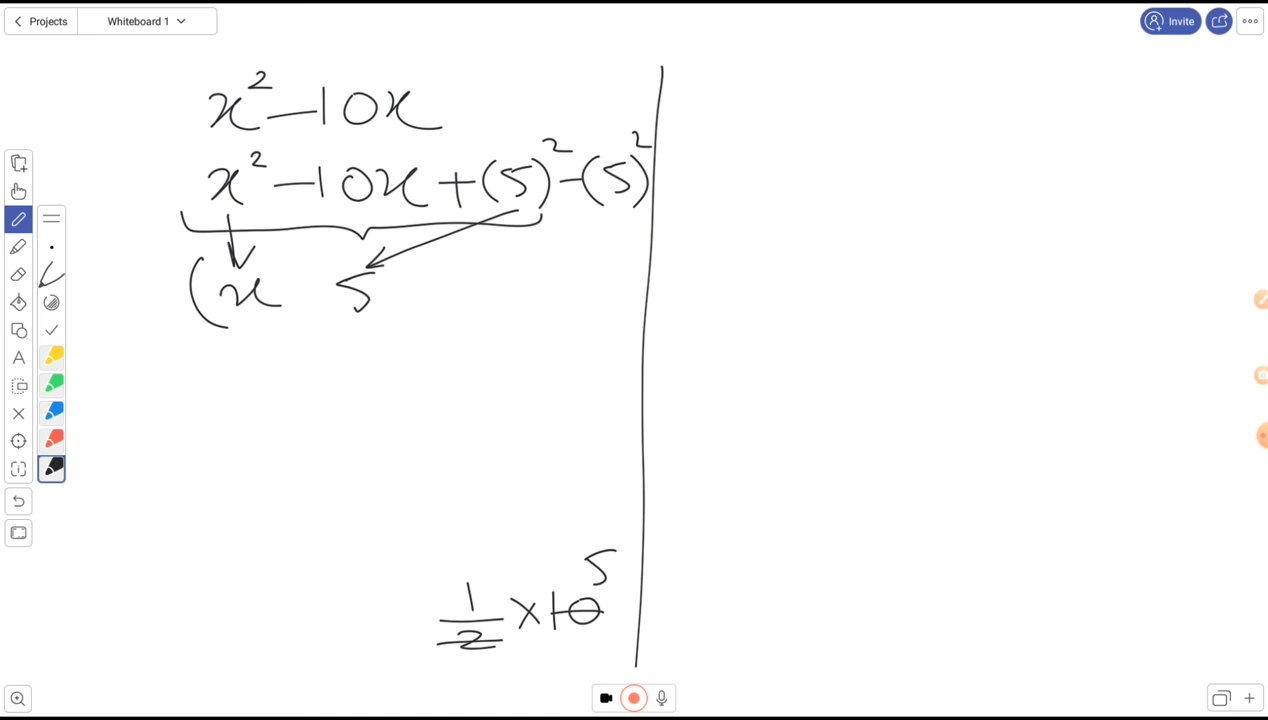 Projects
Whiteboard 1
Invite
x² - 10x
x² - 10x + (5)² - (5)²
(x 5
A
5
1/2 × 10